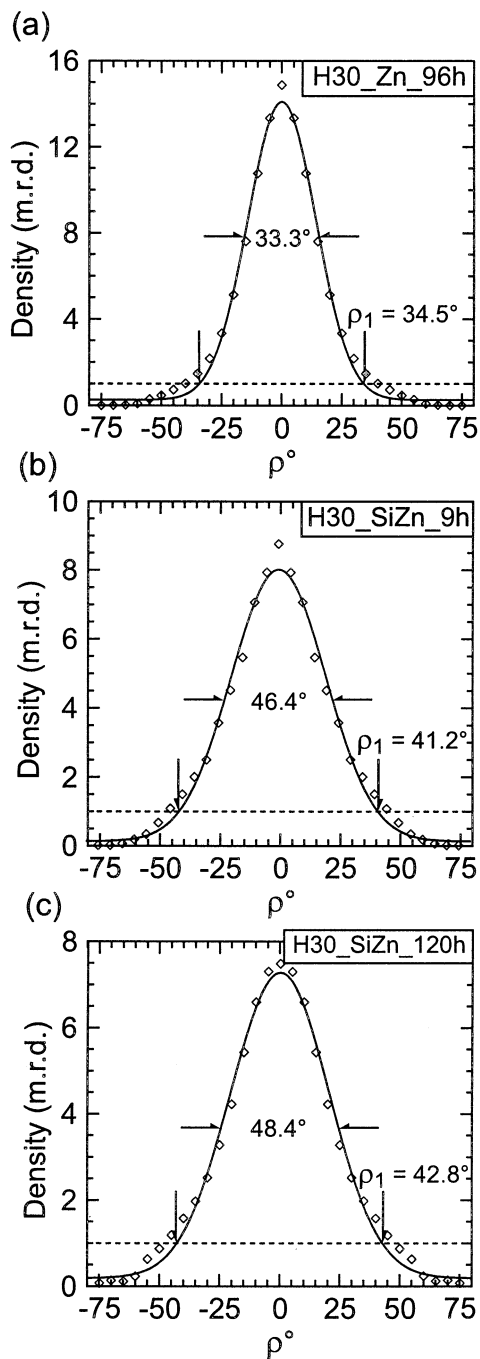 (a)
H30_Zn_96h
16
12
8
4
0
Density (m.r.d.)
33.3°
ρ1 = 34.5°
-75 -50 -25 0 25 50 75
ρ°
(b)
H30_SiZn_9h
10
8
6
4
2
0
Density (m.r.d.)
46.4°
ρ1 = 41.2°
-75 -50 -25 0 25 50 75
ρ°
(c)
H30_SiZn_120h
8
6
4
2
0
Density (m.r.d.)
48.4°
ρ1 = 42.8°
-75 -50 -25 0 25 50 75
ρ°